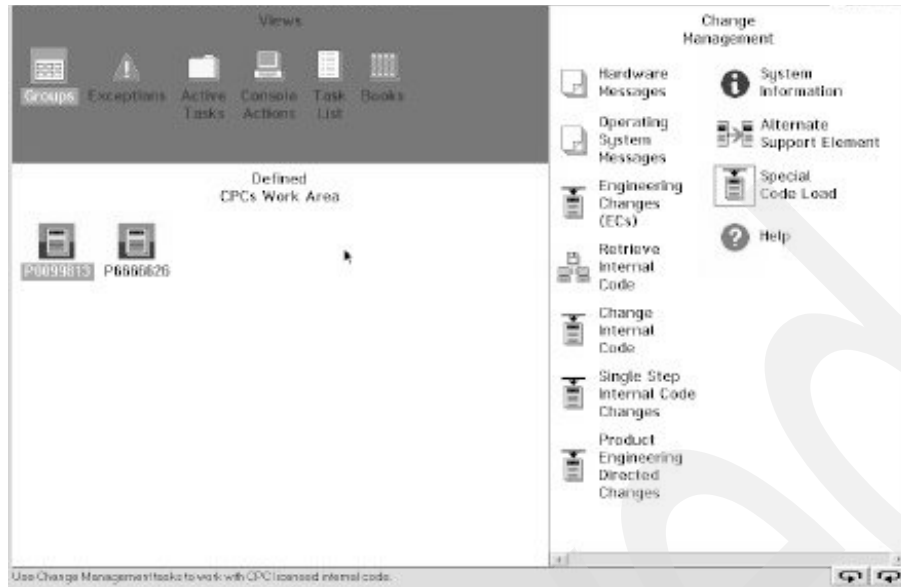 Views
Groups
Exceptions
Active
Tasks
Console
Actions
Task
List
Books
Defined
CPCs Work Area
P0099813
P6666626
Change
Management
Hardware
Messages
Operating
System
Messages
Engineering
Changes
(ECs)
Retrieve
Internal
Code
Change
Internal
Code
Single Step
Internal Code
Changes
Product
Engineering
Directed
Changes
System
Information
Alternate
Support Element
Special
Code Load
Help
Use Change Management tasks to work with CPC licensed internal code.